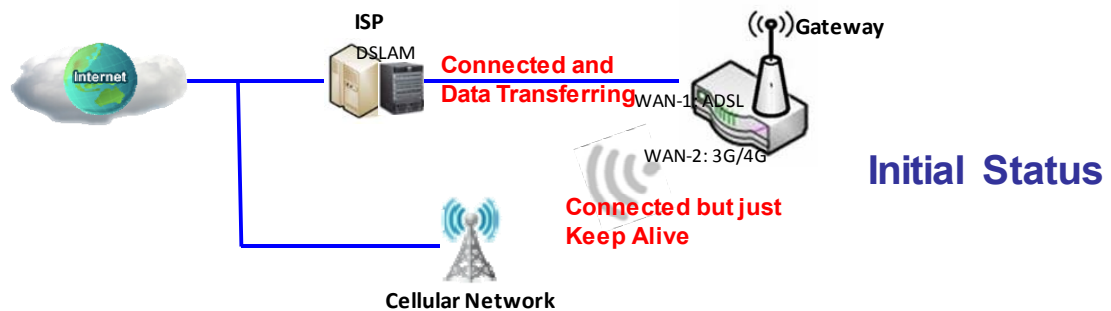 ISP
DSLAM
Gateway
Internet
Connected and
Data Transferring
WAN-1: ADSL
WAN-2: 3G/4G
Initial Status
Connected but just
Keep Alive
Cellular Network